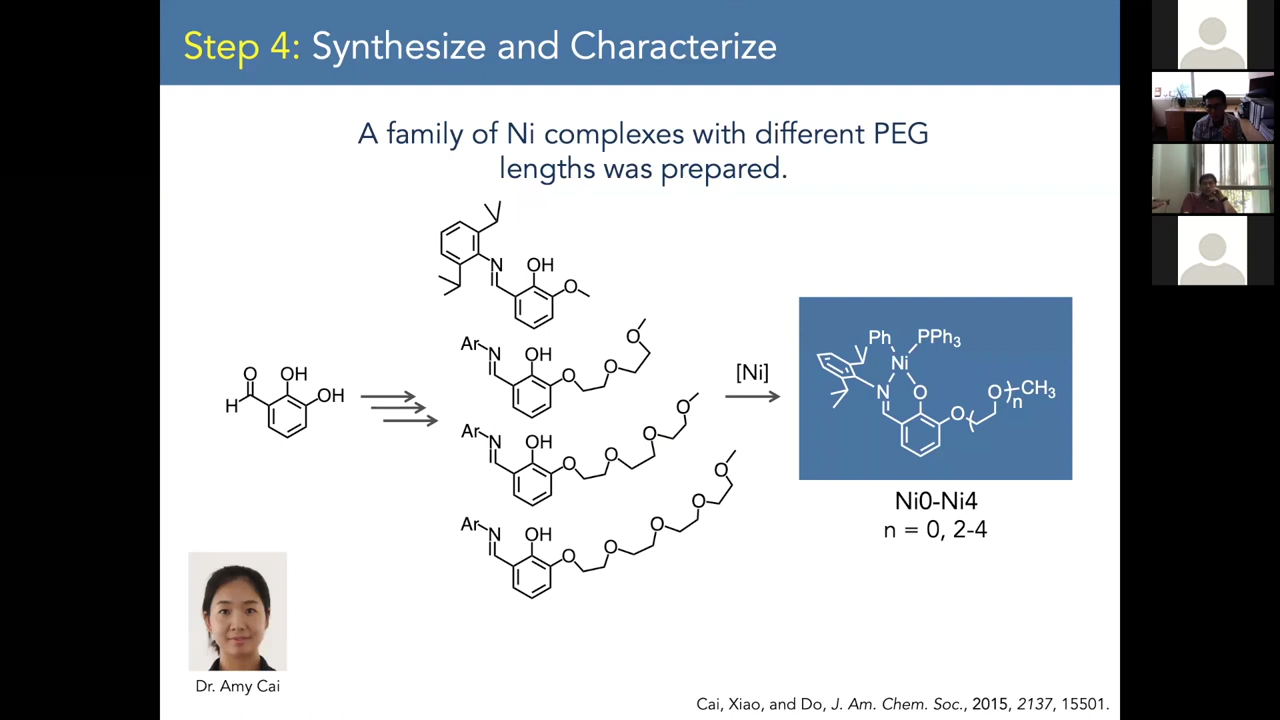 Step 4: Synthesize and Characterize
A family of Ni complexes with different PEG
lengths was prepared.
N
OH
O
Ar
N
OH
O
O
O
O
OH
OH
H
[Ni]
Ar
N
OH
O
O
O
O
Ar
N
OH
O
O
O
O
O
Ph
PPh3
Ni
N
O
O
O
n
CH3
Ni0-Ni4
n = 0, 2-4
Dr. Amy Cai
Cai, Xiao, and Do, J. Am. Chem. Soc., 2015, 2137, 15501.